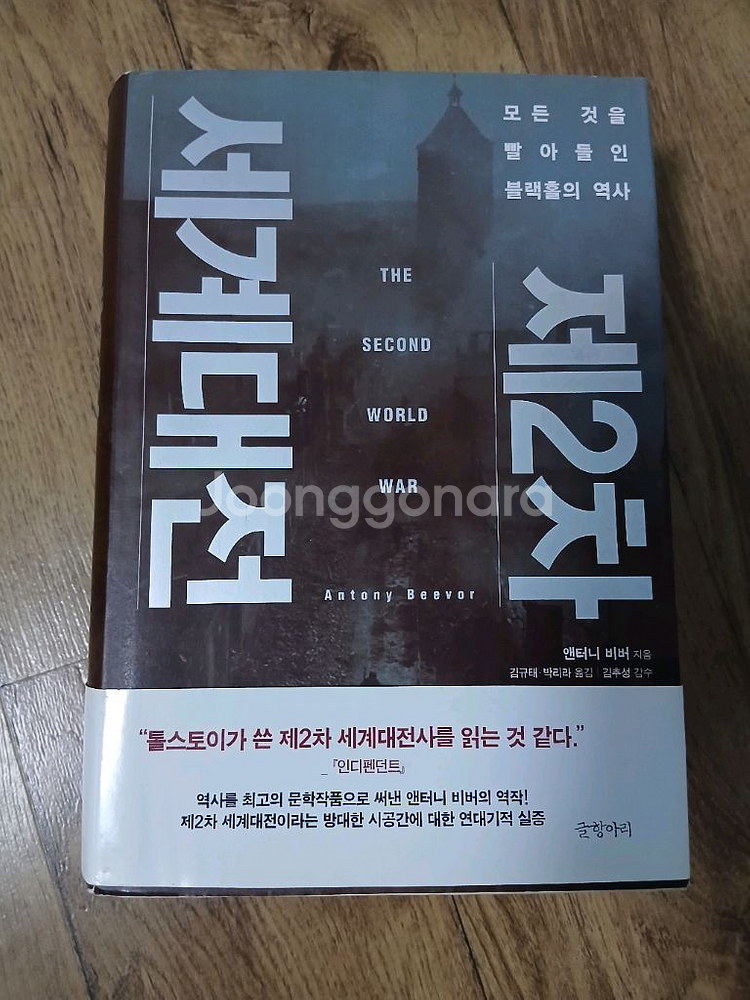 모든 것을
빨아들인
블랙홀의 역사
제2차
세계대전
THE
SECOND
WORLD
WAR
Antony Beevor
앤터니 비버 지음
김규태·박리라 옮김 | 김추성 감수
“톨스토이가 쓴 제2차 세계대전사를 읽는 것 같다.”
_『인디펜던트』
역사를 최고의 문학작품으로 써낸 앤터니 비버의 역작!
제2차 세계대전이라는 방대한 시공간에 대한 연대기적 실증
글항아리
Joonggonara